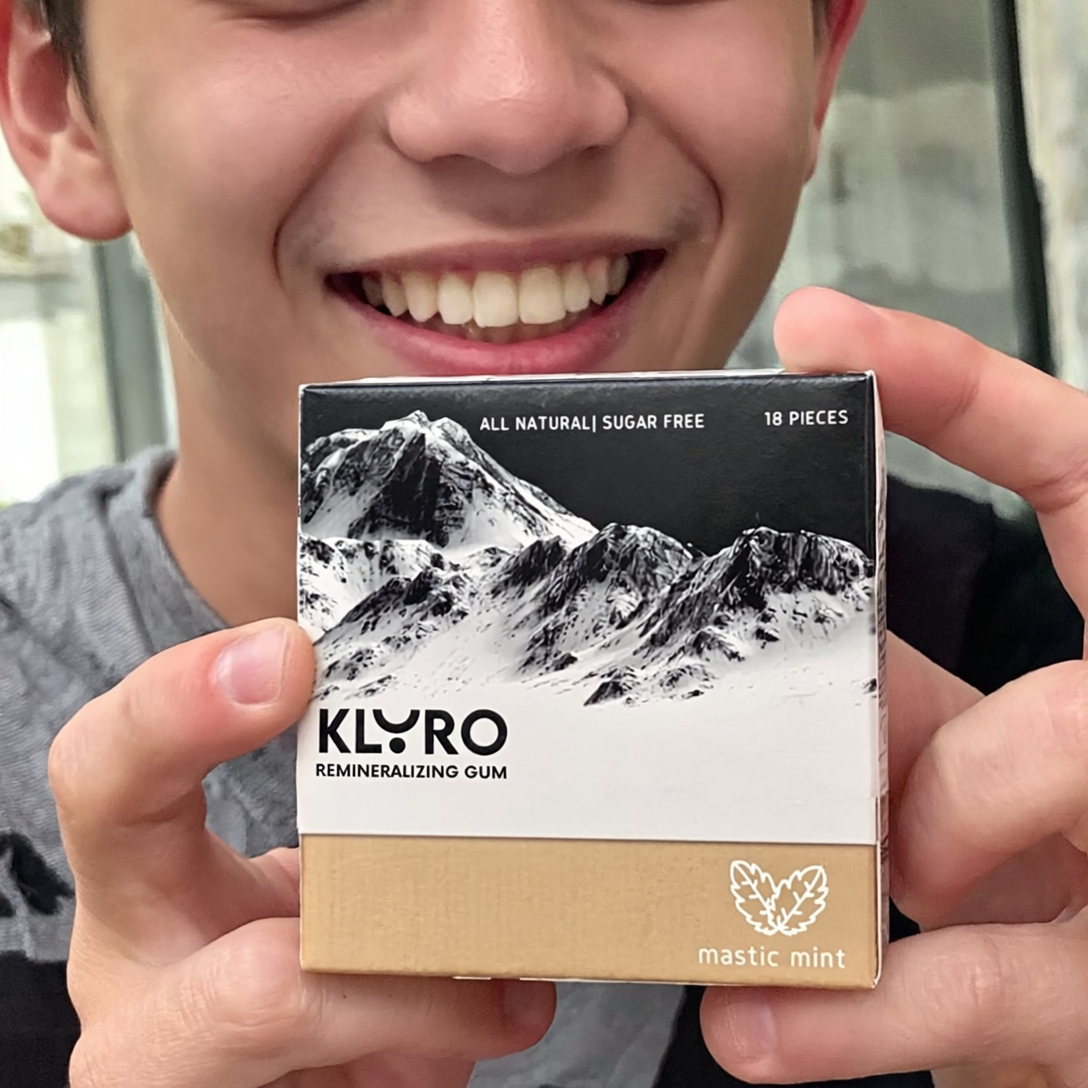 ALL NATURAL| SUGAR FREE 18 PIECES
KLYRO
REMINERALIZING GUM
mastic mint